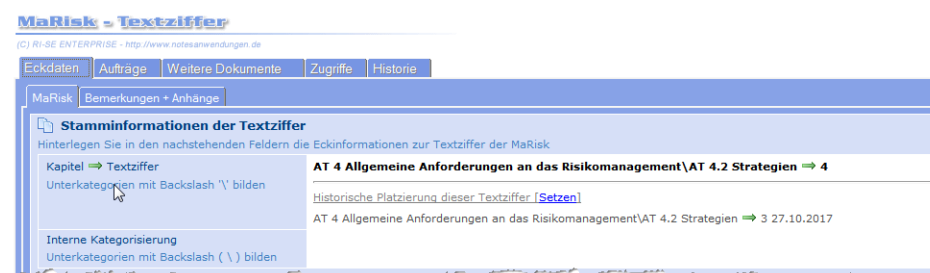 MaRisk - Textziffer
(C) RI-SE ENTERPRISE - http://www.notesanwendungen.de
Eckdaten Aufträge Weitere Dokumente Zugriffe Historie
MaRisk Bemerkungen + Anhänge
Stamminformationen der Textziffer
Hinterlegen Sie in den nachstehenden Feldern die Eckinformationen zur Textziffer der MaRisk
Kapitel ➡ Textziffer AT 4 Allgemeine Anforderungen an das Risikomanagement\AT 4.2 Strategien ➡ 4
Unterkategorien mit Backslash '\' bilden
Historische Platzierung dieser Textziffer [Setzen]
AT 4 Allgemeine Anforderungen an das Risikomanagement\AT 4.2 Strategien ➡ 3 27.10.2017
Interne Kategorisierung
Unterkategorien mit Backslash ( \ ) bilden